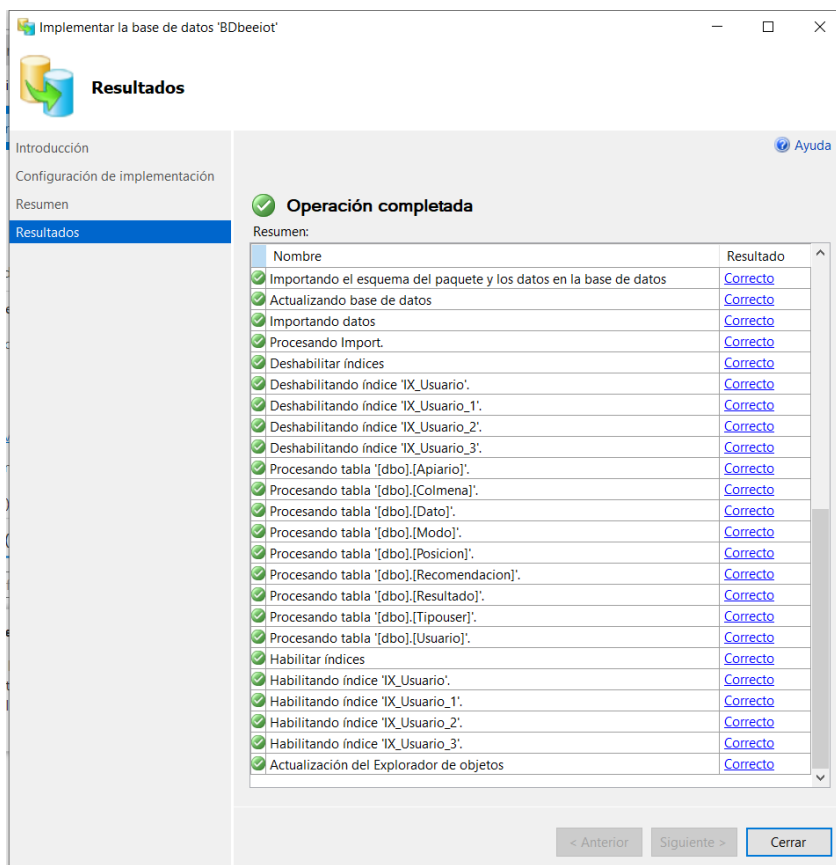 Implementar la base de datos 'BDbeeiot'
Resultados
Introducción
Configuración de implementación
Resumen
Resultados
Ayuda
Operación completada
Resumen:
Nombre Resultado
Importando el esquema del paquete y los datos en la base de datos Correcto
Actualizando base de datos Correcto
Importando datos Correcto
Procesando Import. Correcto
Deshabilitar índices Correcto
Deshabilitando índice 'IX_Usuario'. Correcto
Deshabilitando índice 'IX_Usuario_1'. Correcto
Deshabilitando índice 'IX_Usuario_2'. Correcto
Deshabilitando índice 'IX_Usuario_3'. Correcto
Procesando tabla '[dbo].[Apiario]'. Correcto
Procesando tabla '[dbo].[Colmena]'. Correcto
Procesando tabla '[dbo].[Dato]'. Correcto
Procesando tabla '[dbo].[Modo]'. Correcto
Procesando tabla '[dbo].[Posicion]'. Correcto
Procesando tabla '[dbo].[Recomendacion]'. Correcto
Procesando tabla '[dbo].[Resultado]'. Correcto
Procesando tabla '[dbo].[Tipouser]'. Correcto
Procesando tabla '[dbo].[Usuario]'. Correcto
Habilitar índices Correcto
Habilitando índice 'IX_Usuario'. Correcto
Habilitando índice 'IX_Usuario_1'. Correcto
Habilitando índice 'IX_Usuario_2'. Correcto
Habilitando índice 'IX_Usuario_3'. Correcto
Actualización del Explorador de objetos Correcto
< Anterior Siguiente > Cerrar